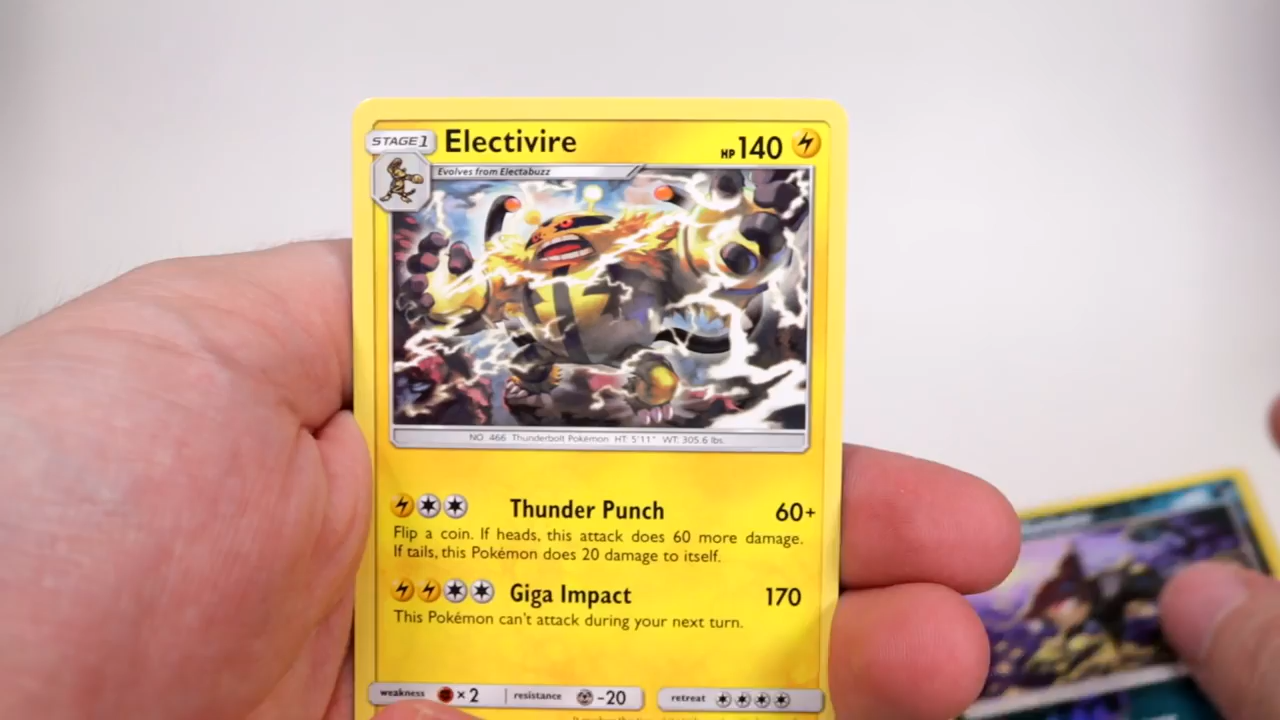 STAGE 1 Electivire HP 140
Evolves from Electabuzz
NO. 466 Thunderbolt Pokémon HT: 5'11" WT: 305.6 lbs.
Thunder Punch 60+
Flip a coin. If heads, this attack does 60 more damage.
If tails, this Pokémon does 20 damage to itself.
Giga Impact 170
This Pokémon can't attack during your next turn.
weakness ×2 resistance -20 retreat